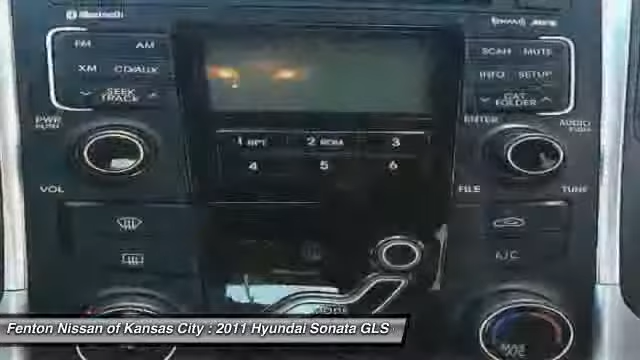 Bluetooth
FM AM
SCAN MUTE
XM CD/AUX
INFO SETUP
SEEK
TRACK
CAT
FOLDER
PWR
PUSH
ENTER
AUDIO
PUSH
1 RPT 2 RDM 3
4 5 6
VOL
FILE TUNE
A/C
MODE
MAX
A/C
Fenton Nissan of Kansas City : 2011 Hyundai Sonata GLS